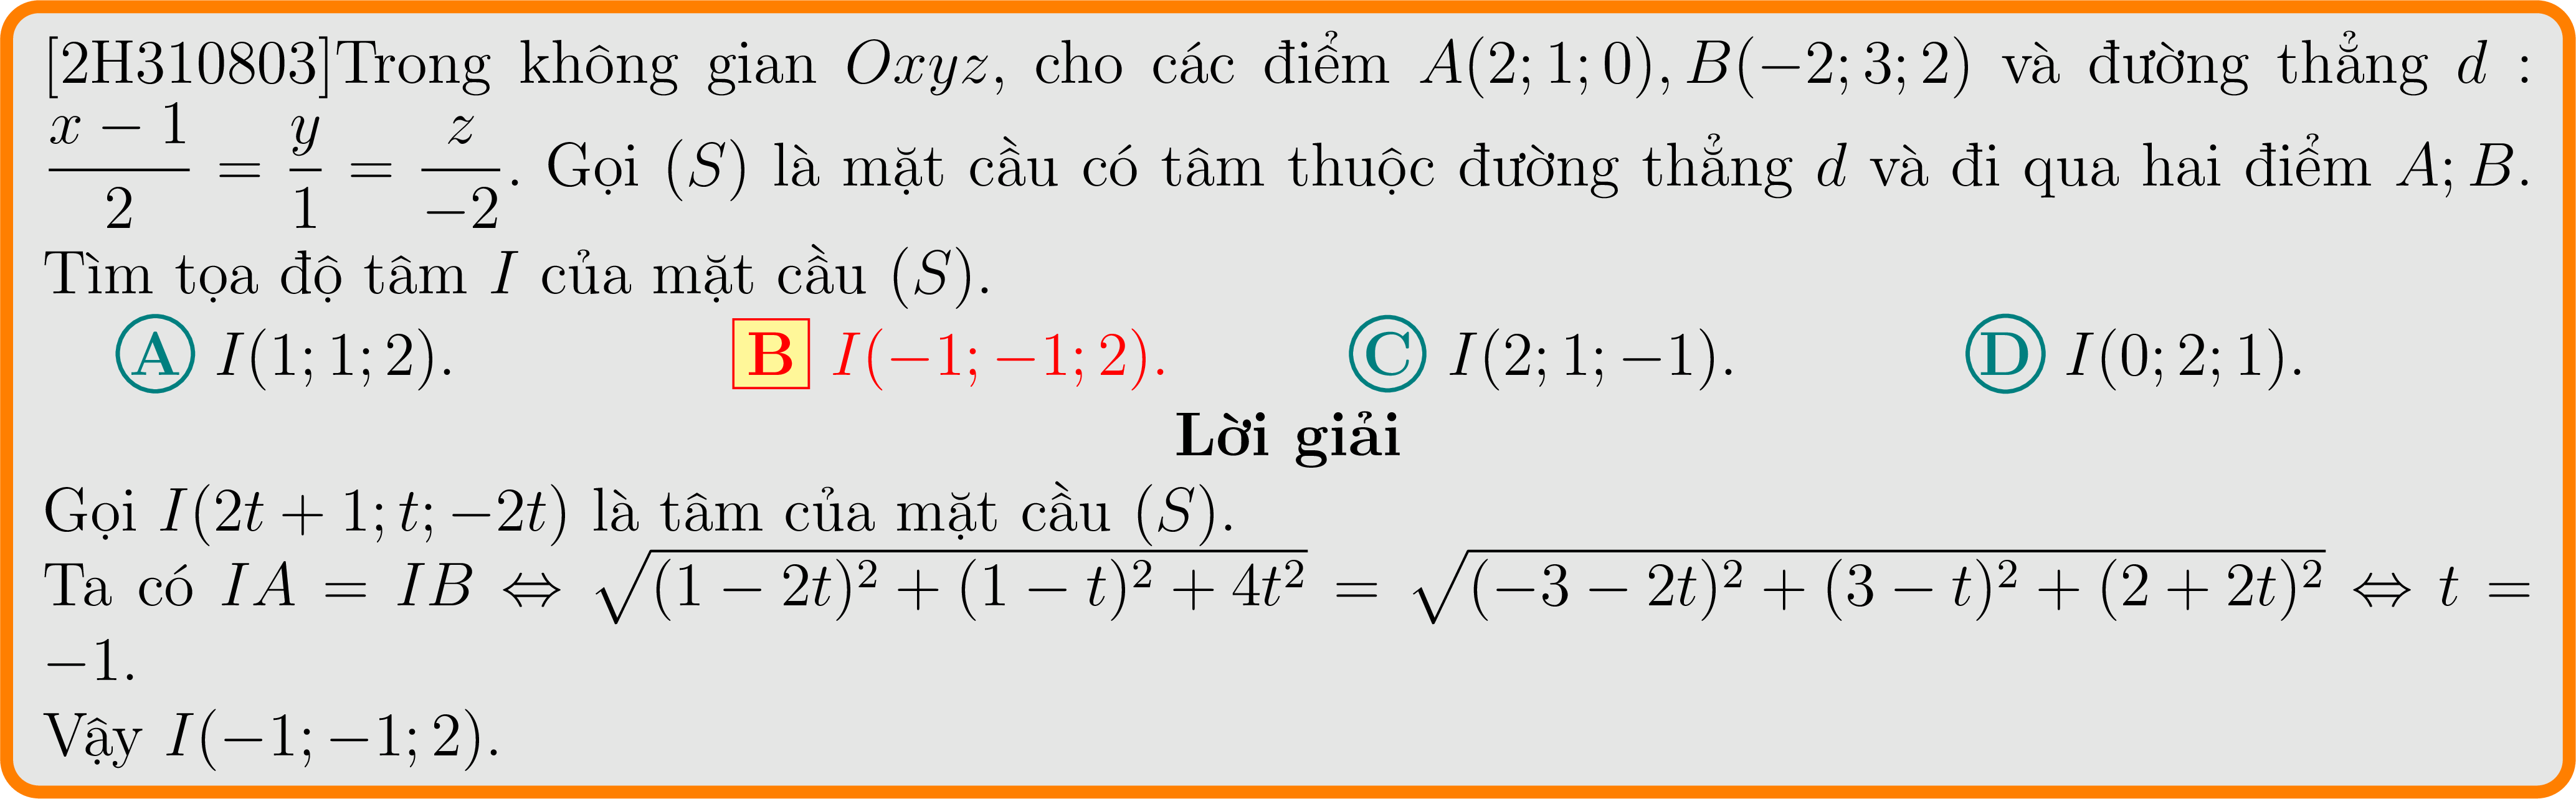 [2H310803]Trong không gian Oxyz, cho các điểm A(2; 1; 0), B(−2; 3; 2) và đường thẳng d :
\frac{x − 1}{2} = \frac{y}{1} = \frac{z}{−2}. Gọi (S) là mặt cầu có tâm thuộc đường thẳng d và đi qua hai điểm A; B.
Tìm tọa độ tâm I của mặt cầu (S).
A I(1; 1; 2). B I(−1; −1; 2). C I(2; 1; −1). D I(0; 2; 1).
Lời giải
Gọi I(2t + 1; t; −2t) là tâm của mặt cầu (S).
Ta có IA = IB ⇔ \sqrt{(1 − 2t)² + (1 − t)² + 4t²} = \sqrt{(−3 − 2t)² + (3 − t)² + (2 + 2t)²} ⇔ t =
−1.
Vậy I(−1; −1; 2).